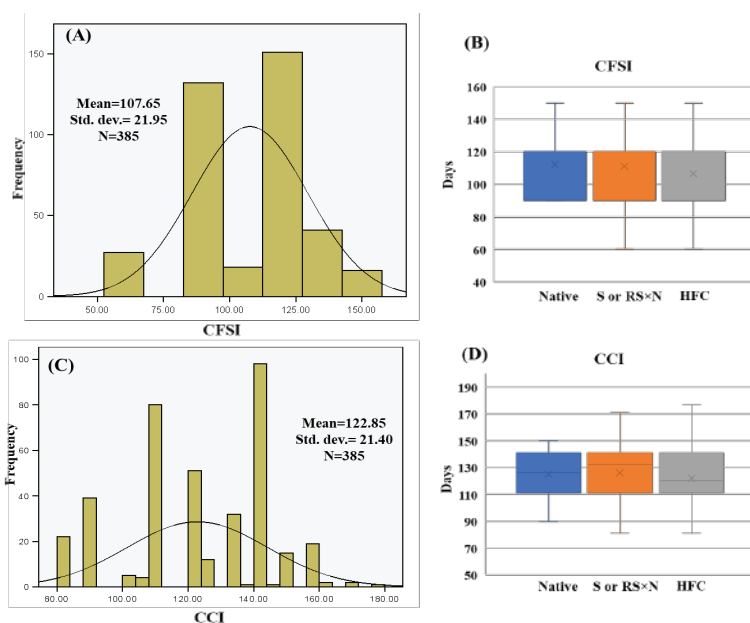 (A)
Mean=107.65
Std. dev.= 21.95
N=385
Frequency
150
100
50
0
50.00 75.00 100.00 125.00 150.00
CFSI
(B)
CFSI
Days
160
140
120
100
80
60
40
Native S or RS×N HFC
(C)
Mean=122.85
Std. dev.= 21.40
N=385
Frequency
100
80
60
40
20
0
80.00 100.00 120.00 140.00 160.00 180.00
CCI
(D)
CCI
Days
190
170
150
130
110
90
70
50
Native S or RS×N HFC